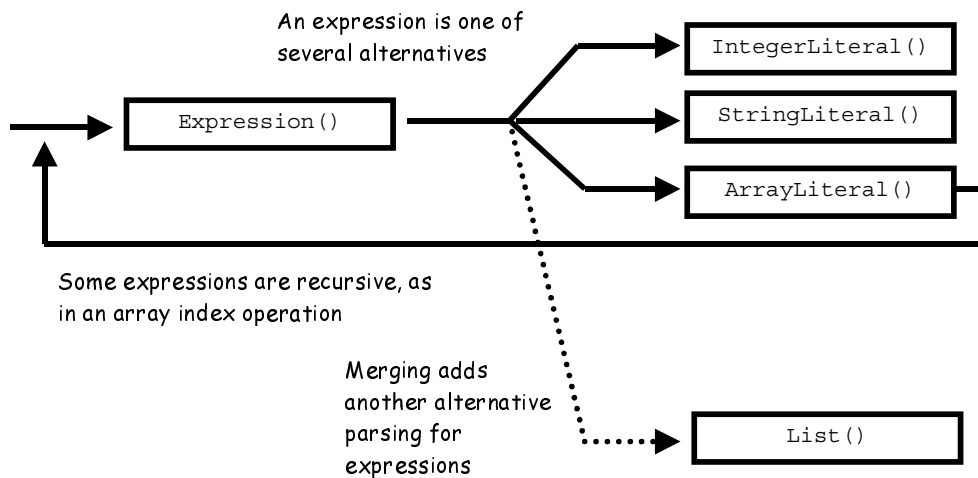 An expression is one of
several alternatives
IntegerLiteral()
Expression()
StringLiteral()
ArrayLiteral()
Some expressions are recursive, as
in an array index operation
Merging adds
another alternative
parsing for
expressions
List()